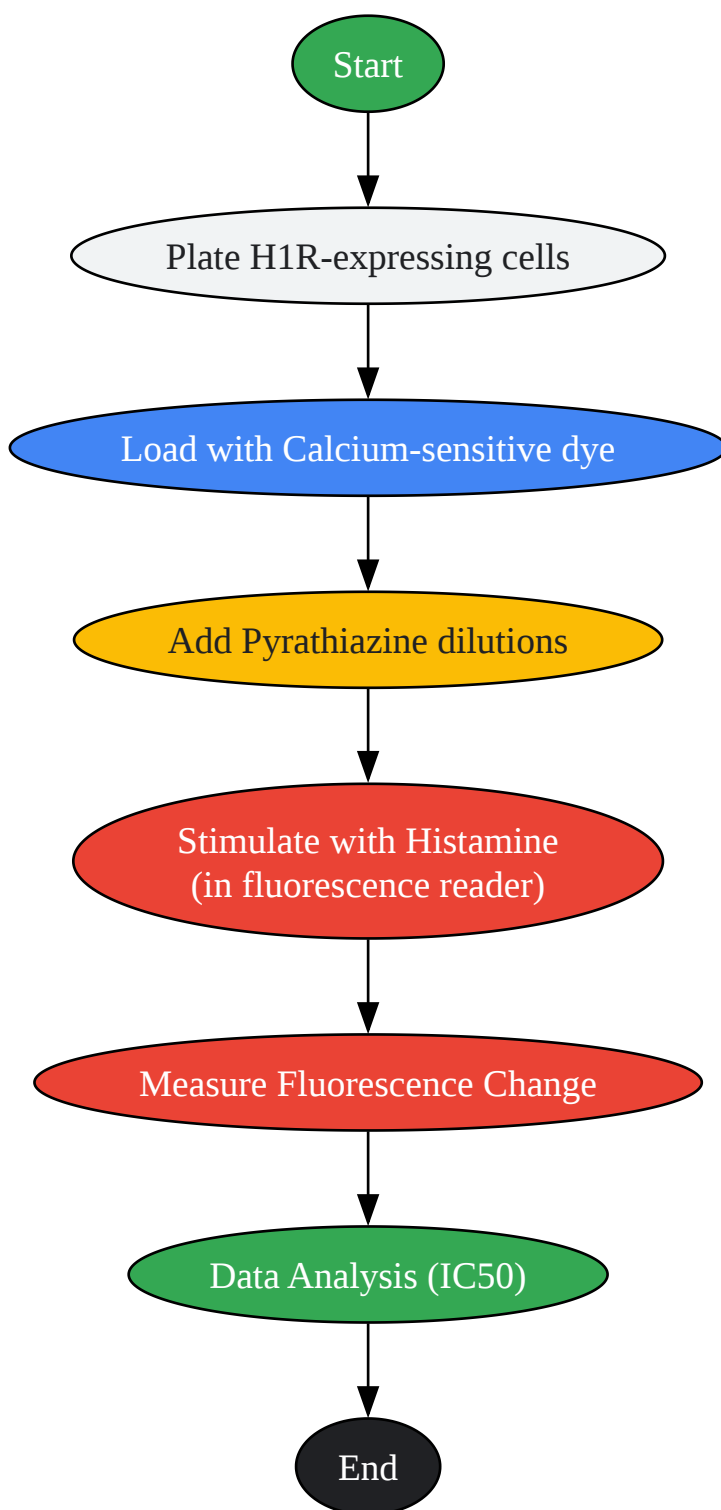 Start
Plate H1R-expressing cells
Load with Calcium-sensitive dye
Add Pyrathiazine dilutions
Stimulate with Histamine
(in fluorescence reader)
Measure Fluorescence Change
Data Analysis (IC50)
End